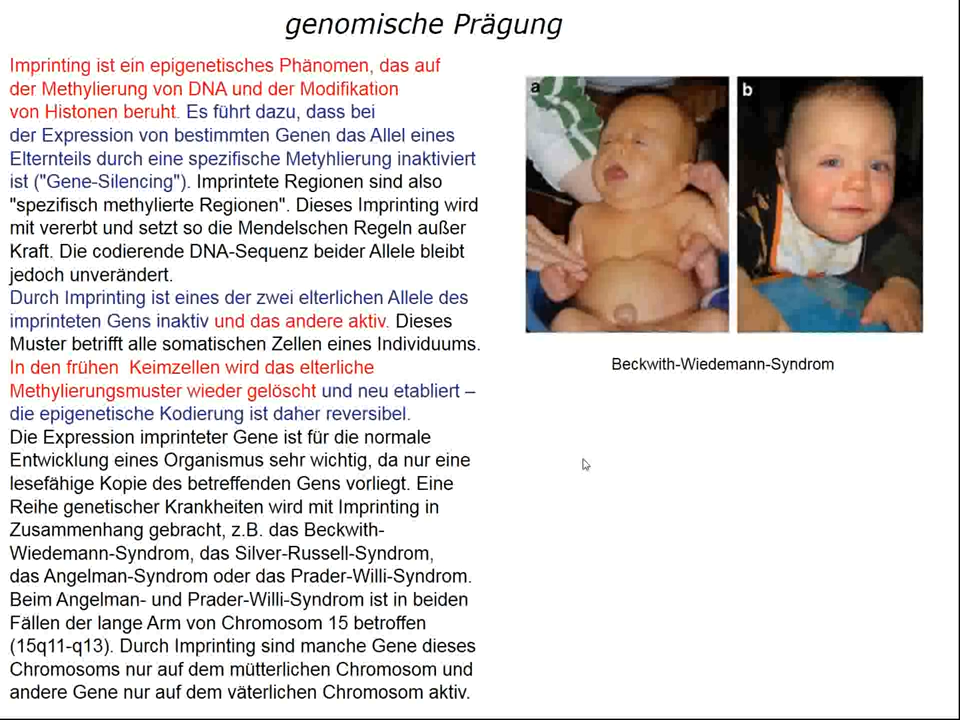 genomische Prägung
Imprinting ist ein epigenetisches Phänomen, das auf
der Methylierung von DNA und der Modifikation
von Histonen beruht. Es führt dazu, dass bei
der Expression von bestimmten Genen das Allel eines
Elternteils durch eine spezifische Metyhlierung inaktiviert
ist ("Gene-Silencing"). Imprintete Regionen sind also
"spezifisch methylierte Regionen". Dieses Imprinting wird
mit vererbt und setzt so die Mendelschen Regeln außer
Kraft. Die codierende DNA-Sequenz beider Allele bleibt
jedoch unverändert.
Durch Imprinting ist eines der zwei elterlichen Allele des
imprinteten Gens inaktiv und das andere aktiv. Dieses
Muster betrifft alle somatischen Zellen eines Individuums.
In den frühen  Keimzellen wird das elterliche
Methylierungsmuster wieder gelöscht und neu etabliert –
die epigenetische Kodierung ist daher reversibel.
Die Expression imprinteter Gene ist für die normale
Entwicklung eines Organismus sehr wichtig, da nur eine
lesefähige Kopie des betreffenden Gens vorliegt. Eine
Reihe genetischer Krankheiten wird mit Imprinting in
Zusammenhang gebracht, z.B. das Beckwith-
Wiedemann-Syndrom, das Silver-Russell-Syndrom,
das Angelman-Syndrom oder das Prader-Willi-Syndrom.
Beim Angelman- und Prader-Willi-Syndrom ist in beiden
Fällen der lange Arm von Chromosom 15 betroffen
(15q11-q13). Durch Imprinting sind manche Gene dieses
Chromosoms nur auf dem mütterlichen Chromosom und
andere Gene nur auf dem väterlichen Chromosom aktiv.
a
b
Beckwith-Wiedemann-Syndrom